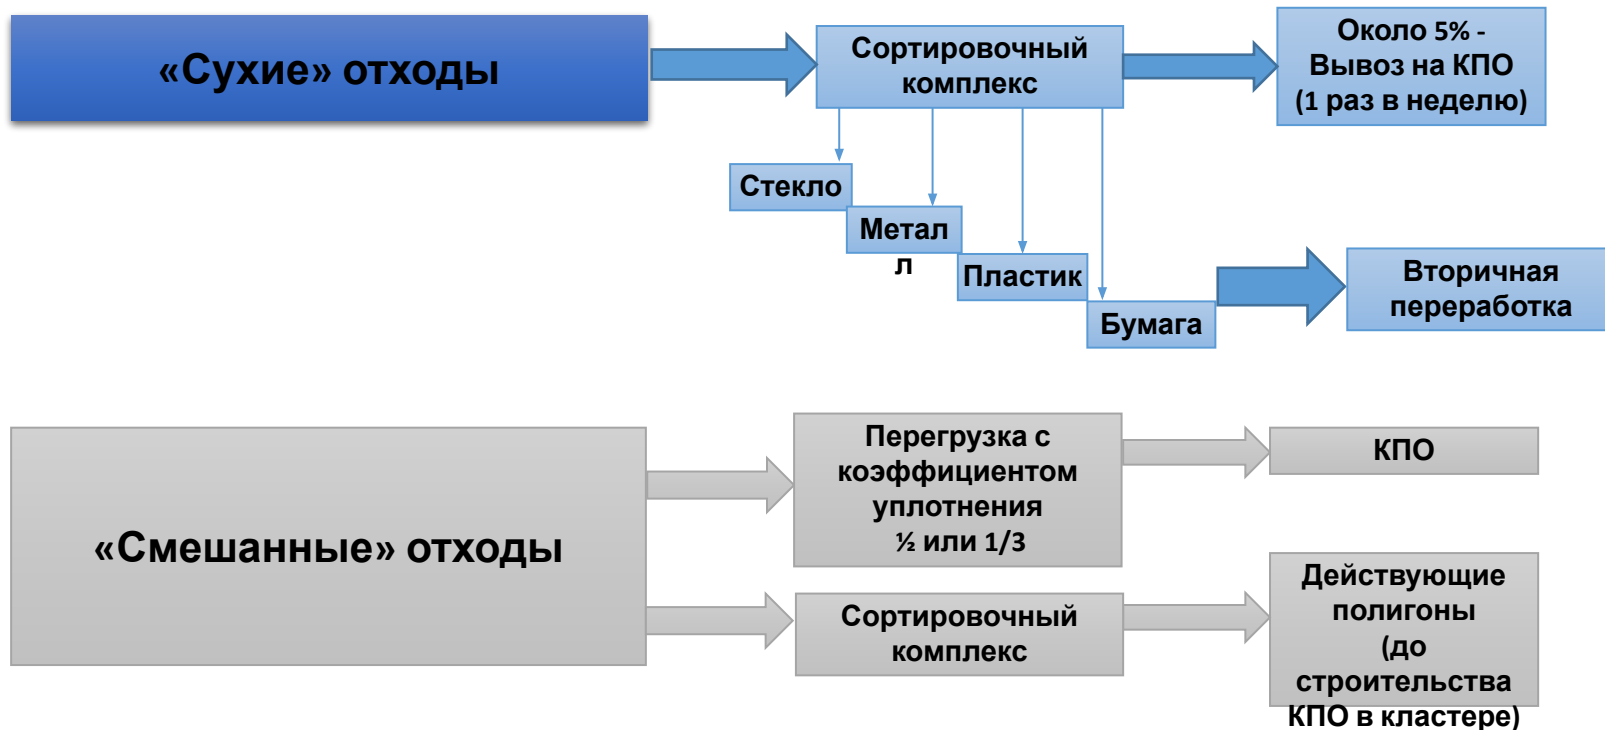 «Сухие» отходы
Сортировочный
комплекс
Около 5% -
Вывоз на КПО
(1 раз в неделю)
Стекло
Метал
л
Пластик
Бумага
Вторичная
переработка
«Смешанные» отходы
Перегрузка с
коэффициентом
уплотнения
½ или 1/3
КПО
Сортировочный
комплекс
Действующие
полигоны
(до
строительства
КПО в кластере)